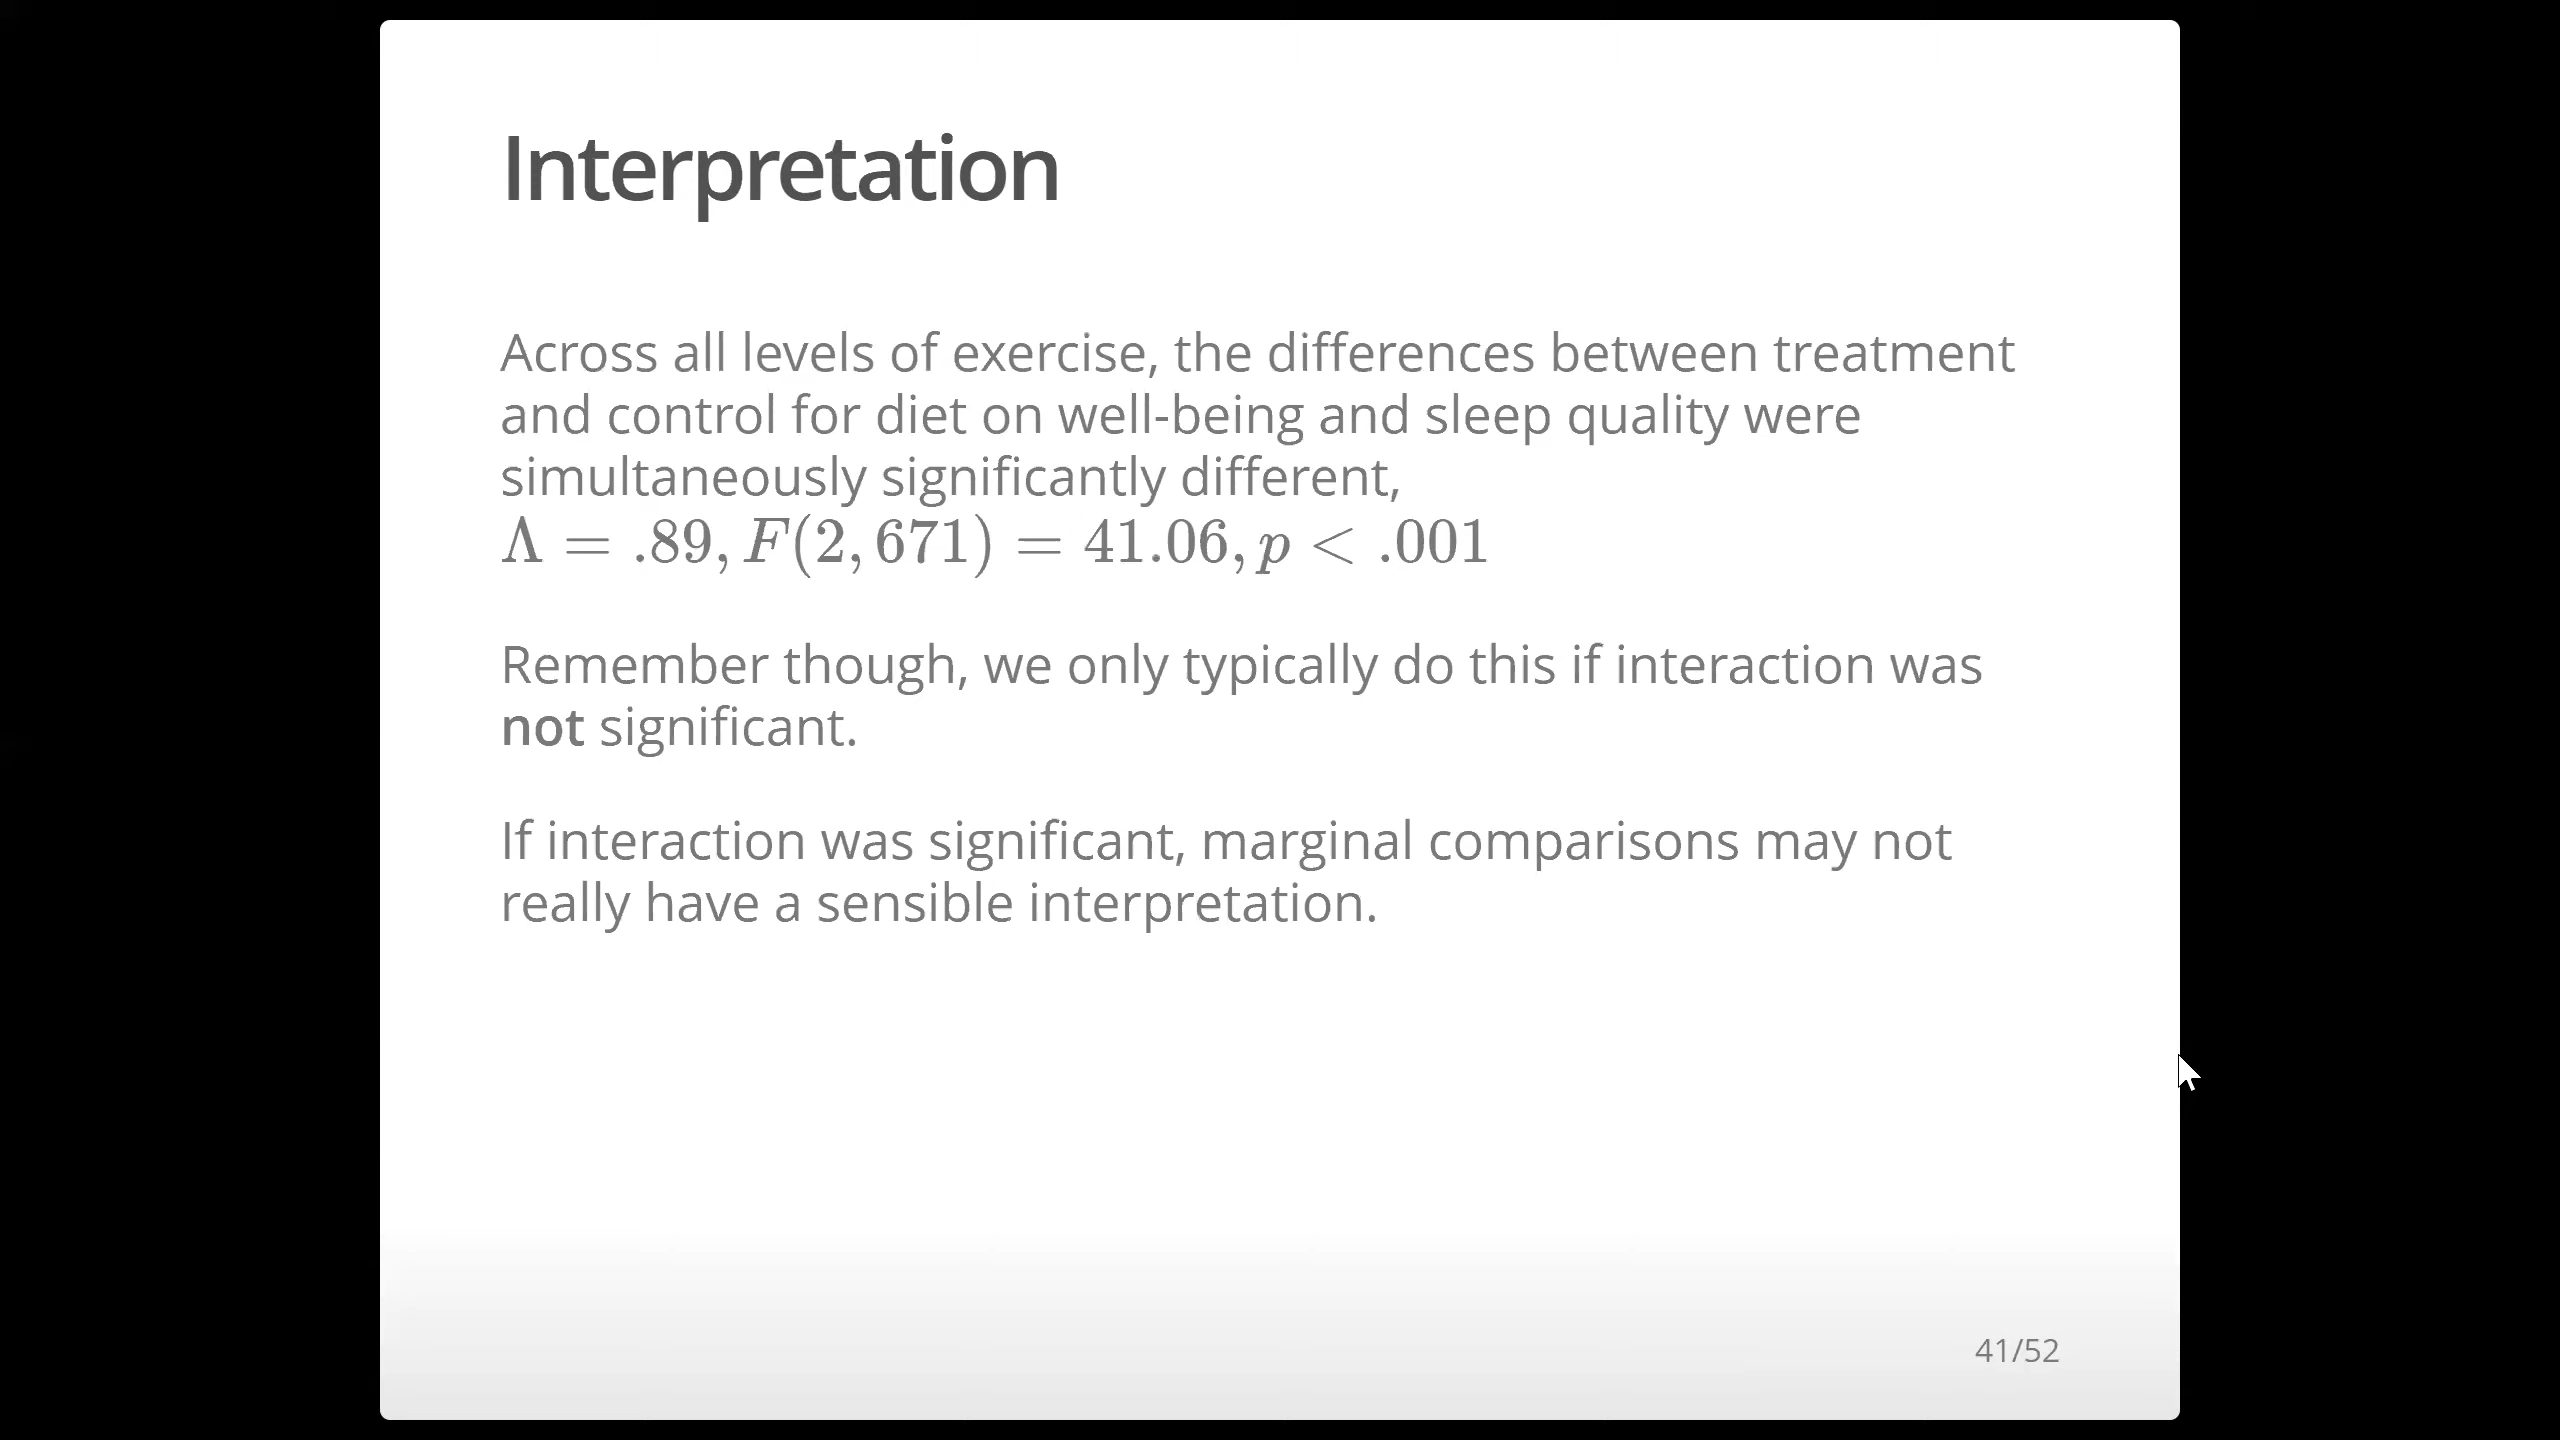 Interpretation
Across all levels of exercise, the differences between treatment
and control for diet on well-being and sleep quality were
simultaneously significantly different,
Λ = .89, F(2, 671) = 41.06, p < .001
Remember though, we only typically do this if interaction was
not significant.
If interaction was significant, marginal comparisons may not
really have a sensible interpretation.
41/52